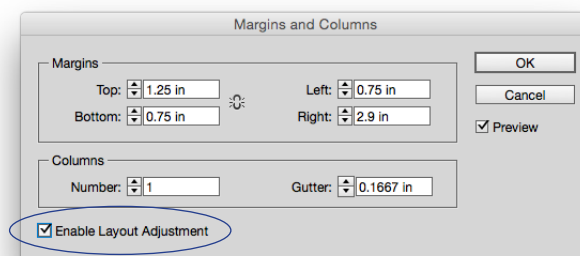 Margins and Columns
Margins
Top: 1.25 in
Left: 0.75 in
Bottom: 0.75 in
Right: 2.9 in
Columns
Number: 1
Gutter: 0.1667 in
Enable Layout Adjustment
OK
Cancel
Preview